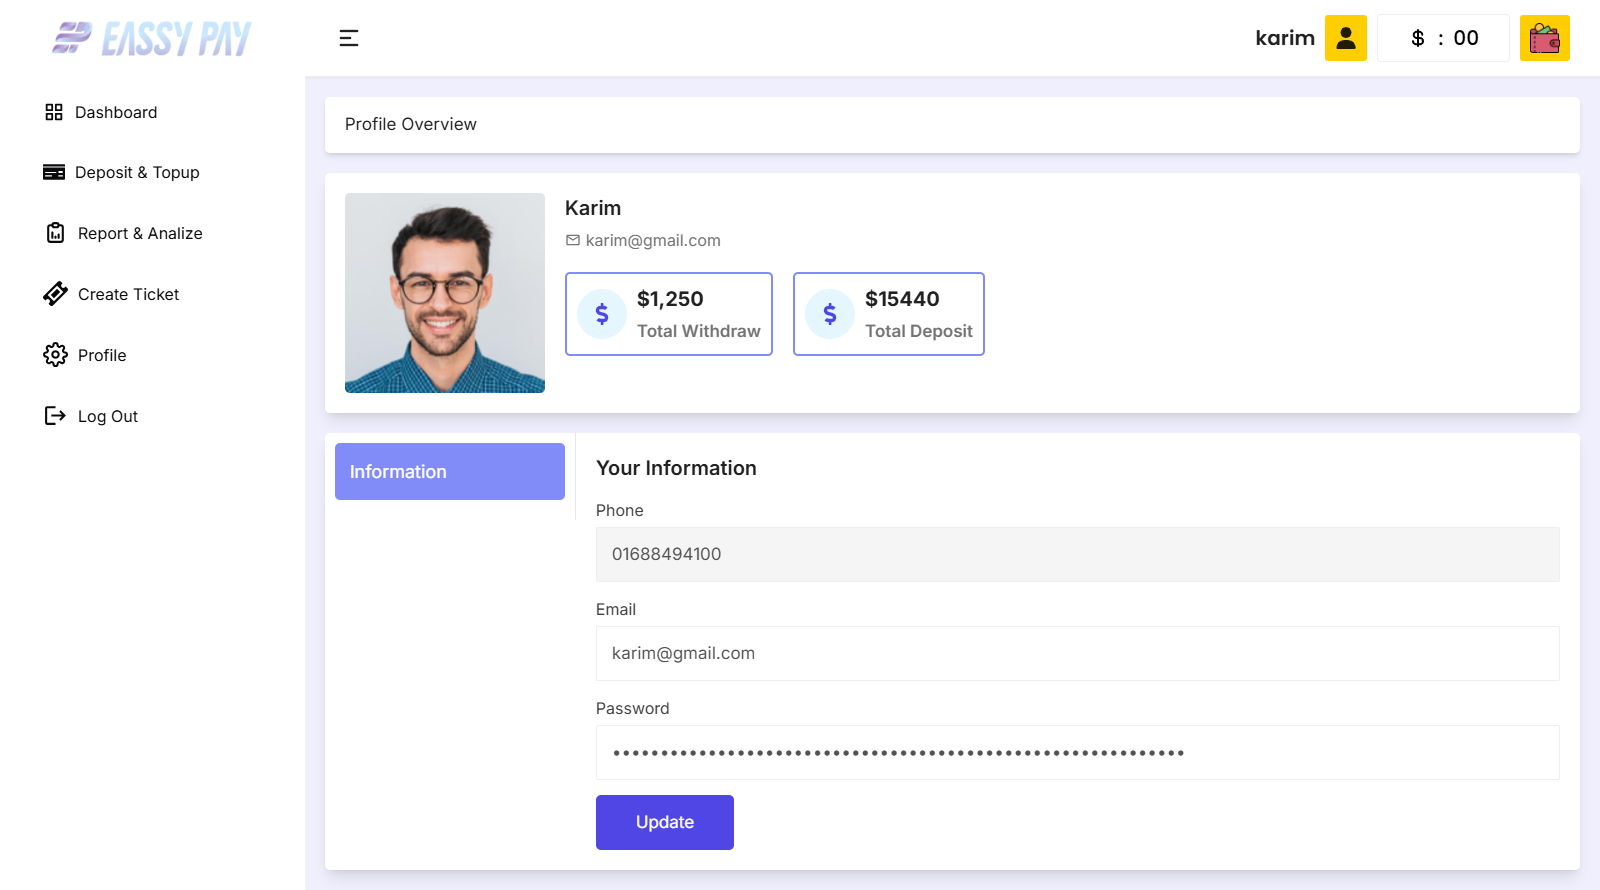 EASSY PAY
karim
$ : 00
Dashboard
Deposit & Topup
Report & Analize
Create Ticket
Profile
Log Out
Profile Overview
Karim
karim@gmail.com
$1,250
Total Withdraw
$15440
Total Deposit
Information
Your Information
Phone
01688494100
Email
karim@gmail.com
Password
Update